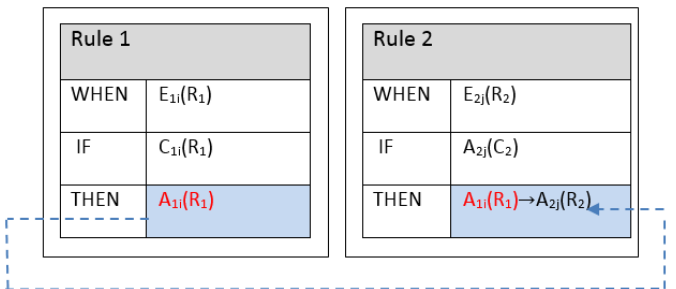 Rule 1
WHEN E₁ᵢ(R₁)
IF C₁ᵢ(R₁)
THEN A₁ᵢ(R₁)
Rule 2
WHEN E₂ⱼ(R₂)
IF A₂ⱼ(C₂)
THEN A₁ᵢ(R₁)→A₂ⱼ(R₂)